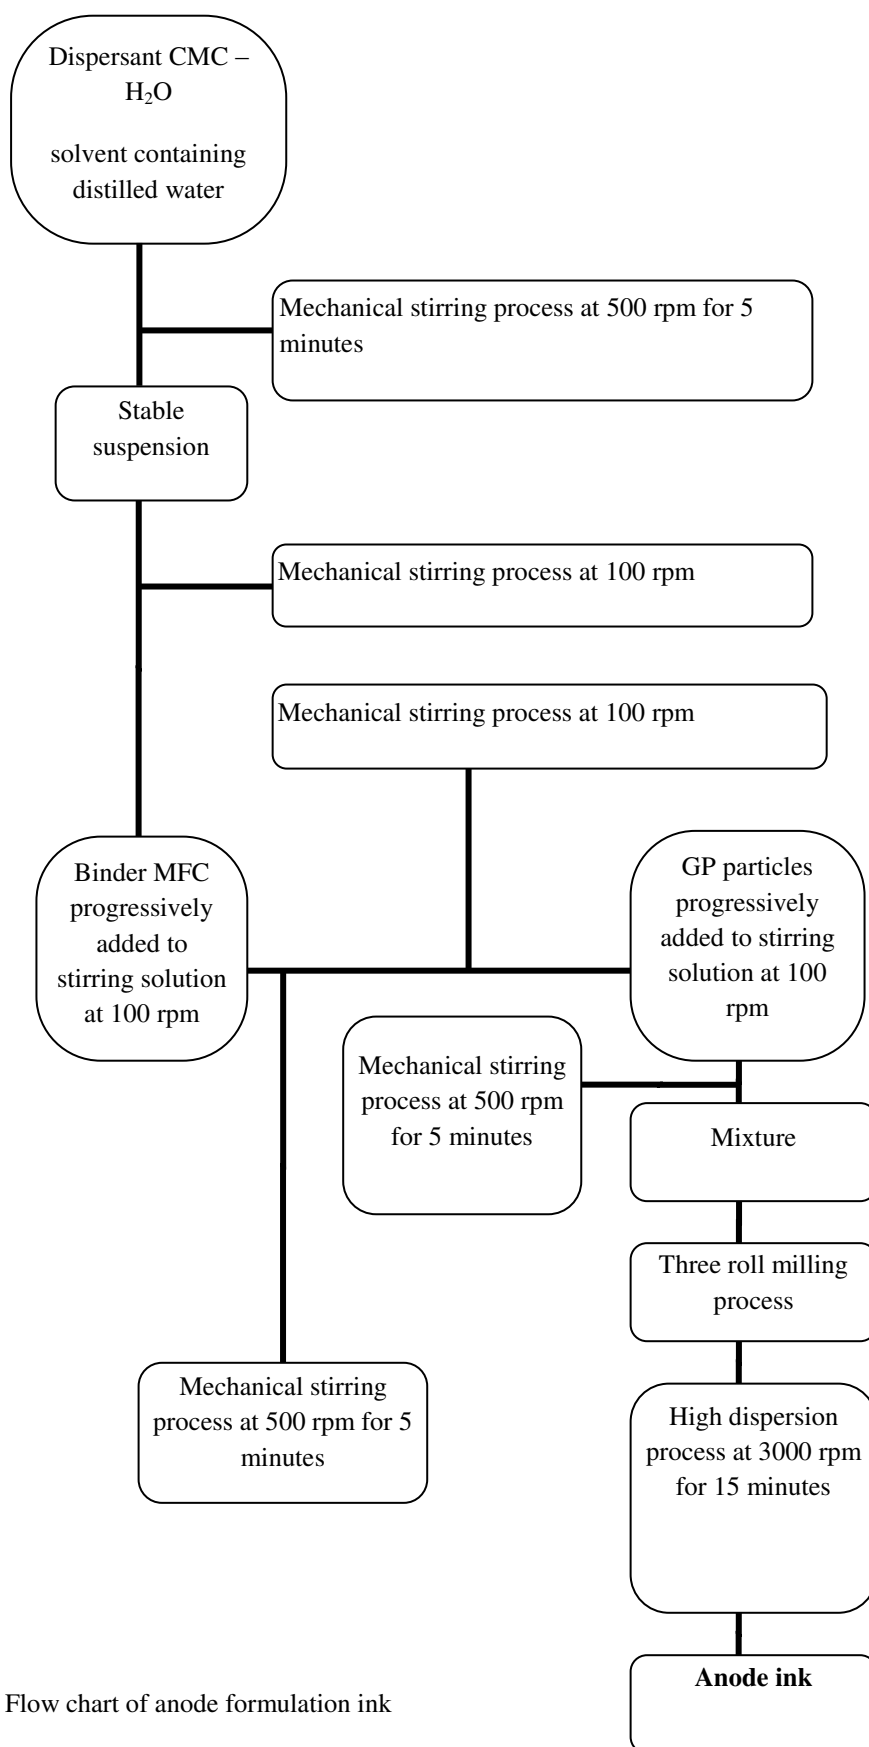 Dispersant CMC –
H₂O
solvent containing
distilled water
Mechanical stirring process at 500 rpm for 5
minutes
Stable
suspension
Mechanical stirring process at 100 rpm
Mechanical stirring process at 100 rpm
Binder MFC
progressively
added to
stirring solution
at 100 rpm
GP particles
progressively
added to stirring
solution at 100
rpm
Mechanical stirring
process at 500 rpm
for 5 minutes
Mixture
Three roll milling
process
Mechanical stirring
process at 500 rpm for 5
minutes
High dispersion
process at 3000 rpm
for 15 minutes
Anode ink
Flow chart of anode formulation ink